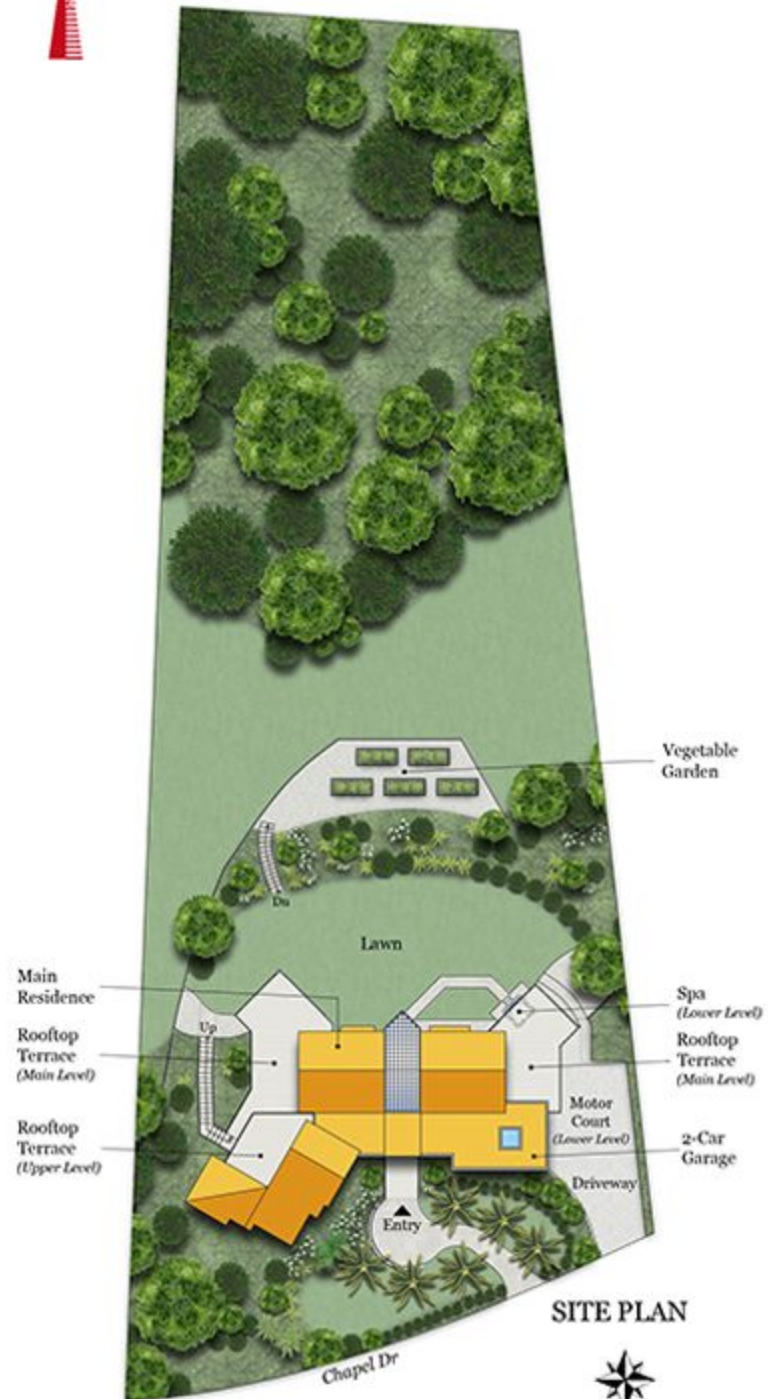 Vegetable
Garden
Dn
Lawn
Main
Residence
Spa
(Lower Level)
Up
Rooftop
Terrace
(Main Level)
Rooftop
Terrace
(Main Level)
Motor
Court
(Lower Level)
Rooftop
Terrace
(Upper Level)
2-Car
Garage
Driveway
Entry
SITE PLAN
Chapel Dr